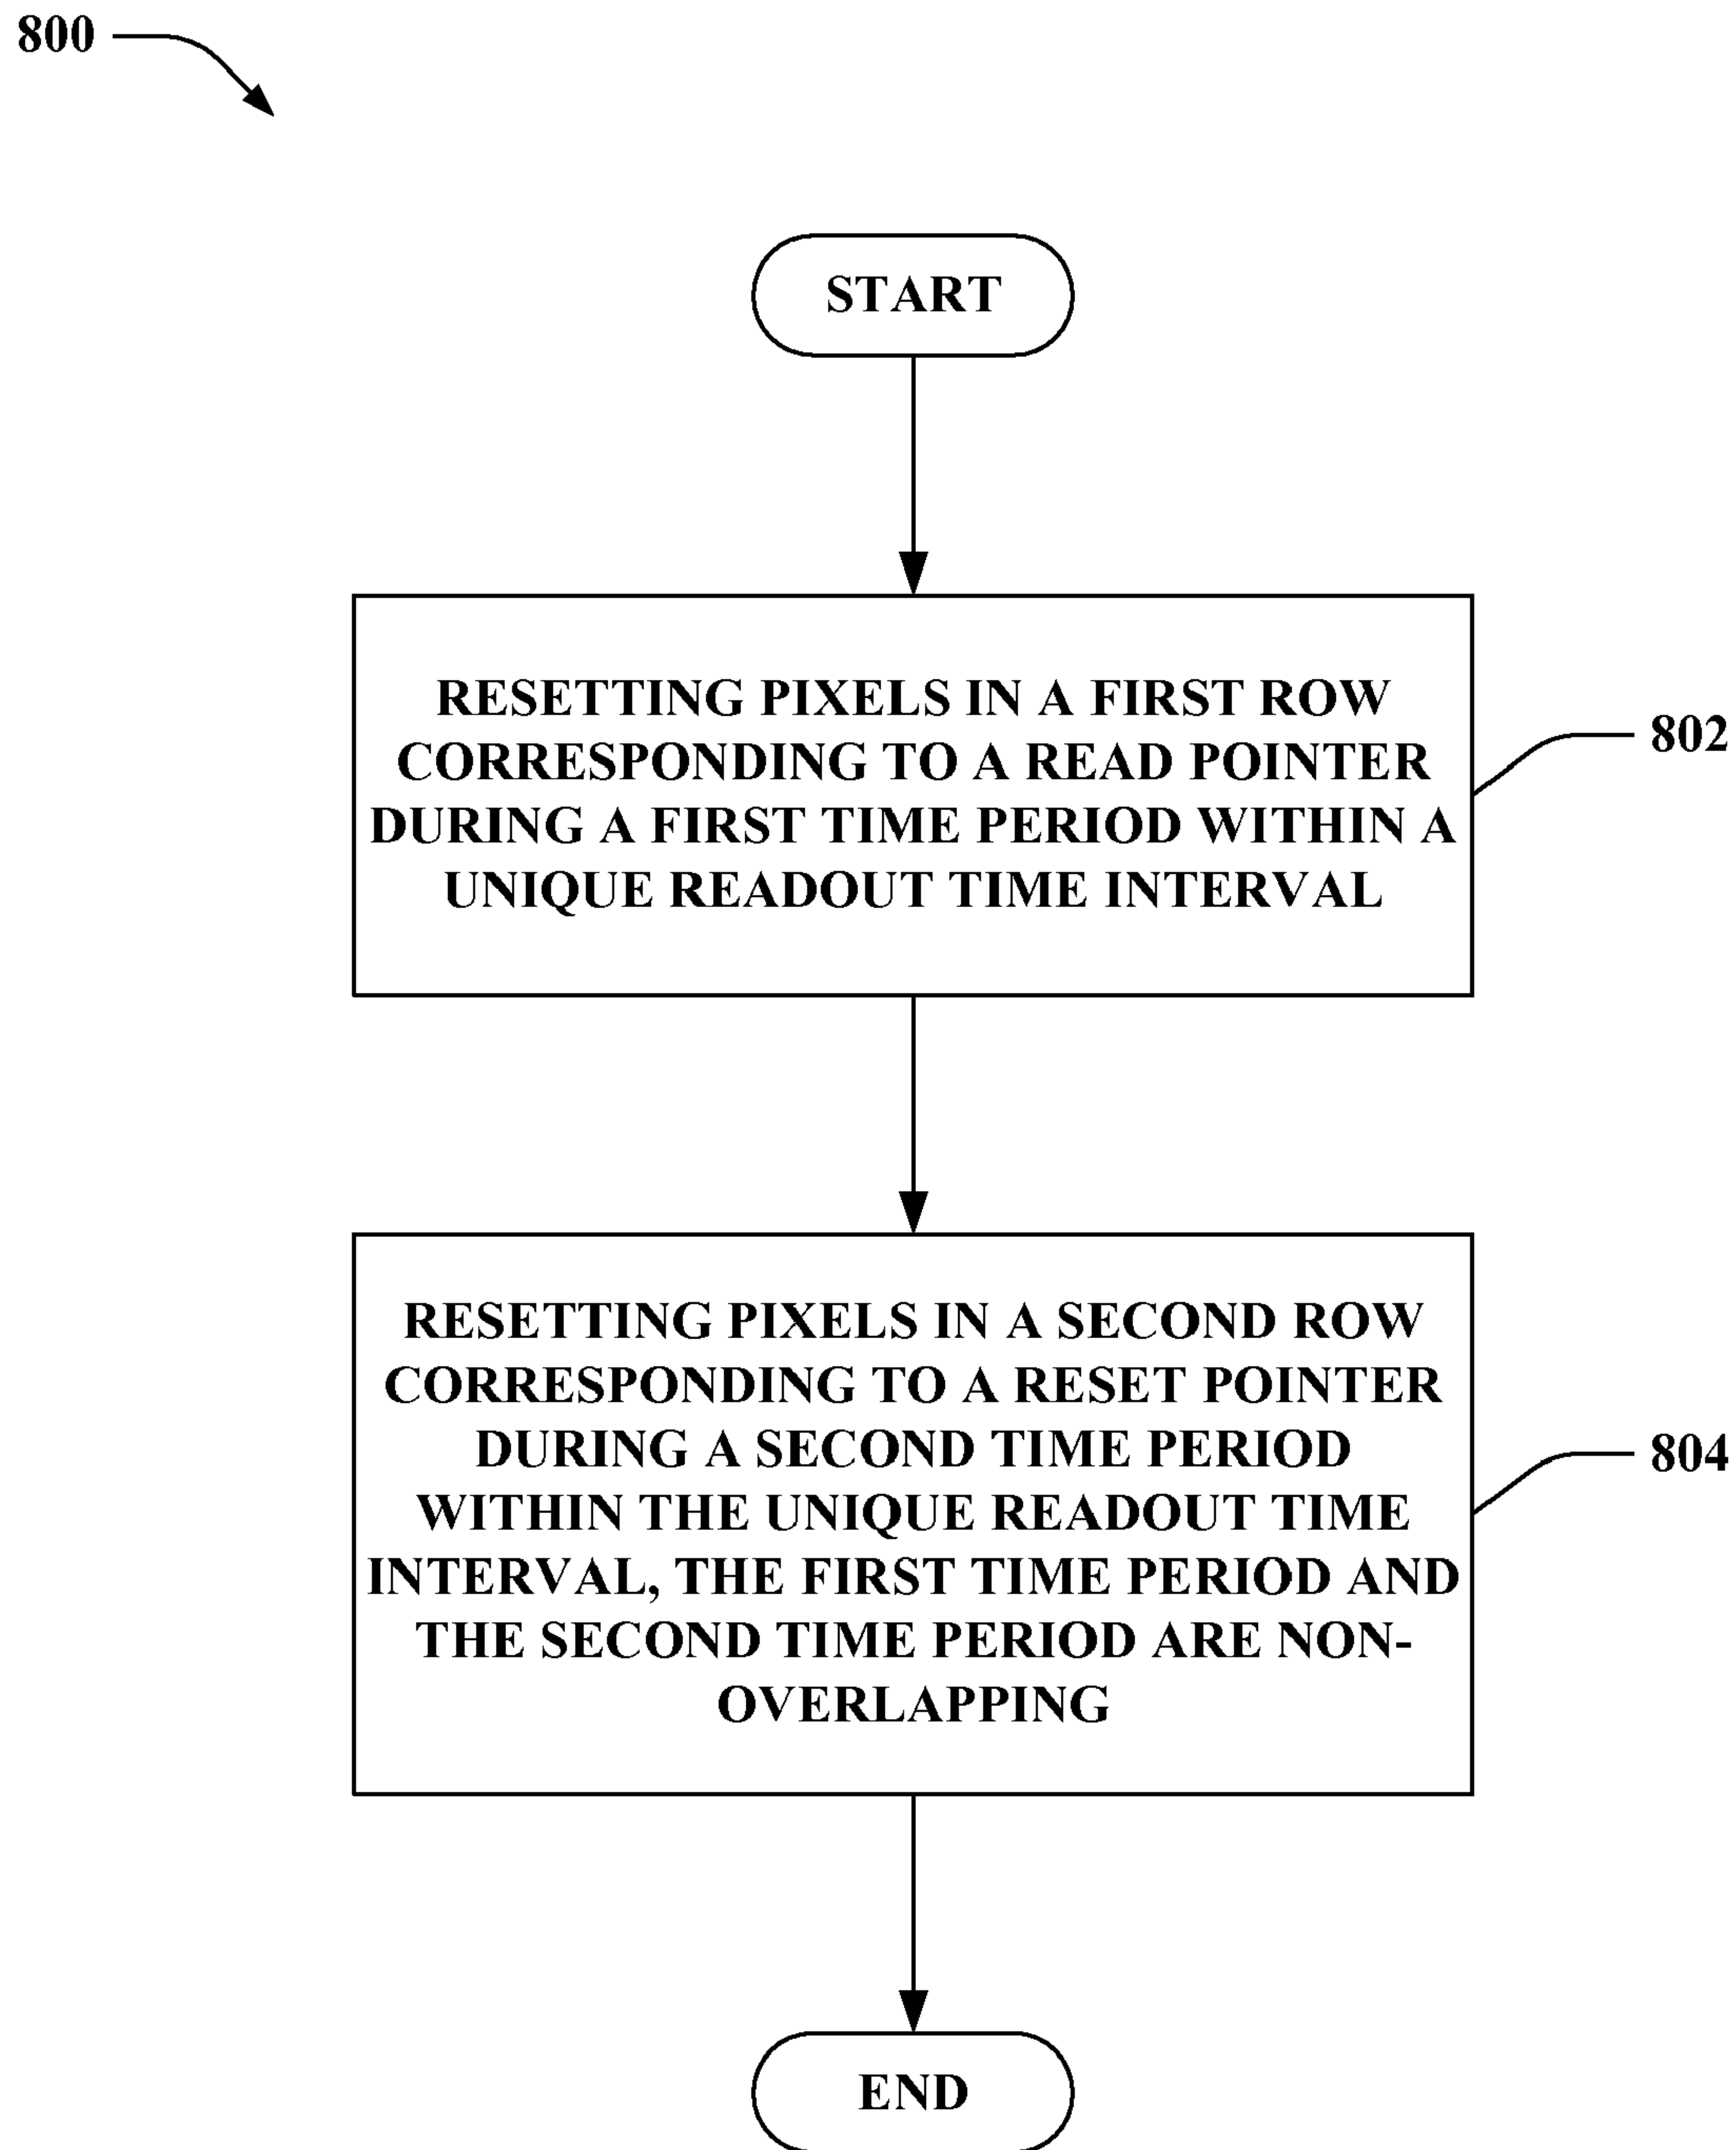 800
START
RESETTING PIXELS IN A FIRST ROW
CORRESPONDING TO A READ POINTER
DURING A FIRST TIME PERIOD WITHIN A
UNIQUE READOUT TIME INTERVAL
802
RESETTING PIXELS IN A SECOND ROW
CORRESPONDING TO A RESET POINTER
DURING A SECOND TIME PERIOD
WITHIN THE UNIQUE READOUT TIME
INTERVAL, THE FIRST TIME PERIOD AND
THE SECOND TIME PERIOD ARE NON-
OVERLAPPING
804
END